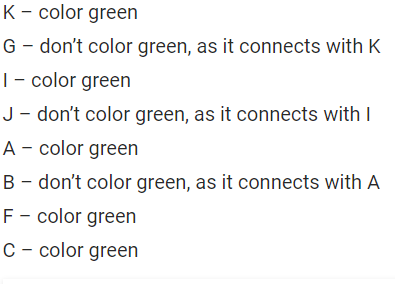 K – color green
G – don’t color green, as it connects with K
I – color green
J – don’t color green, as it connects with I
A – color green
B – don’t color green, as it connects with A
F – color green
C – color green